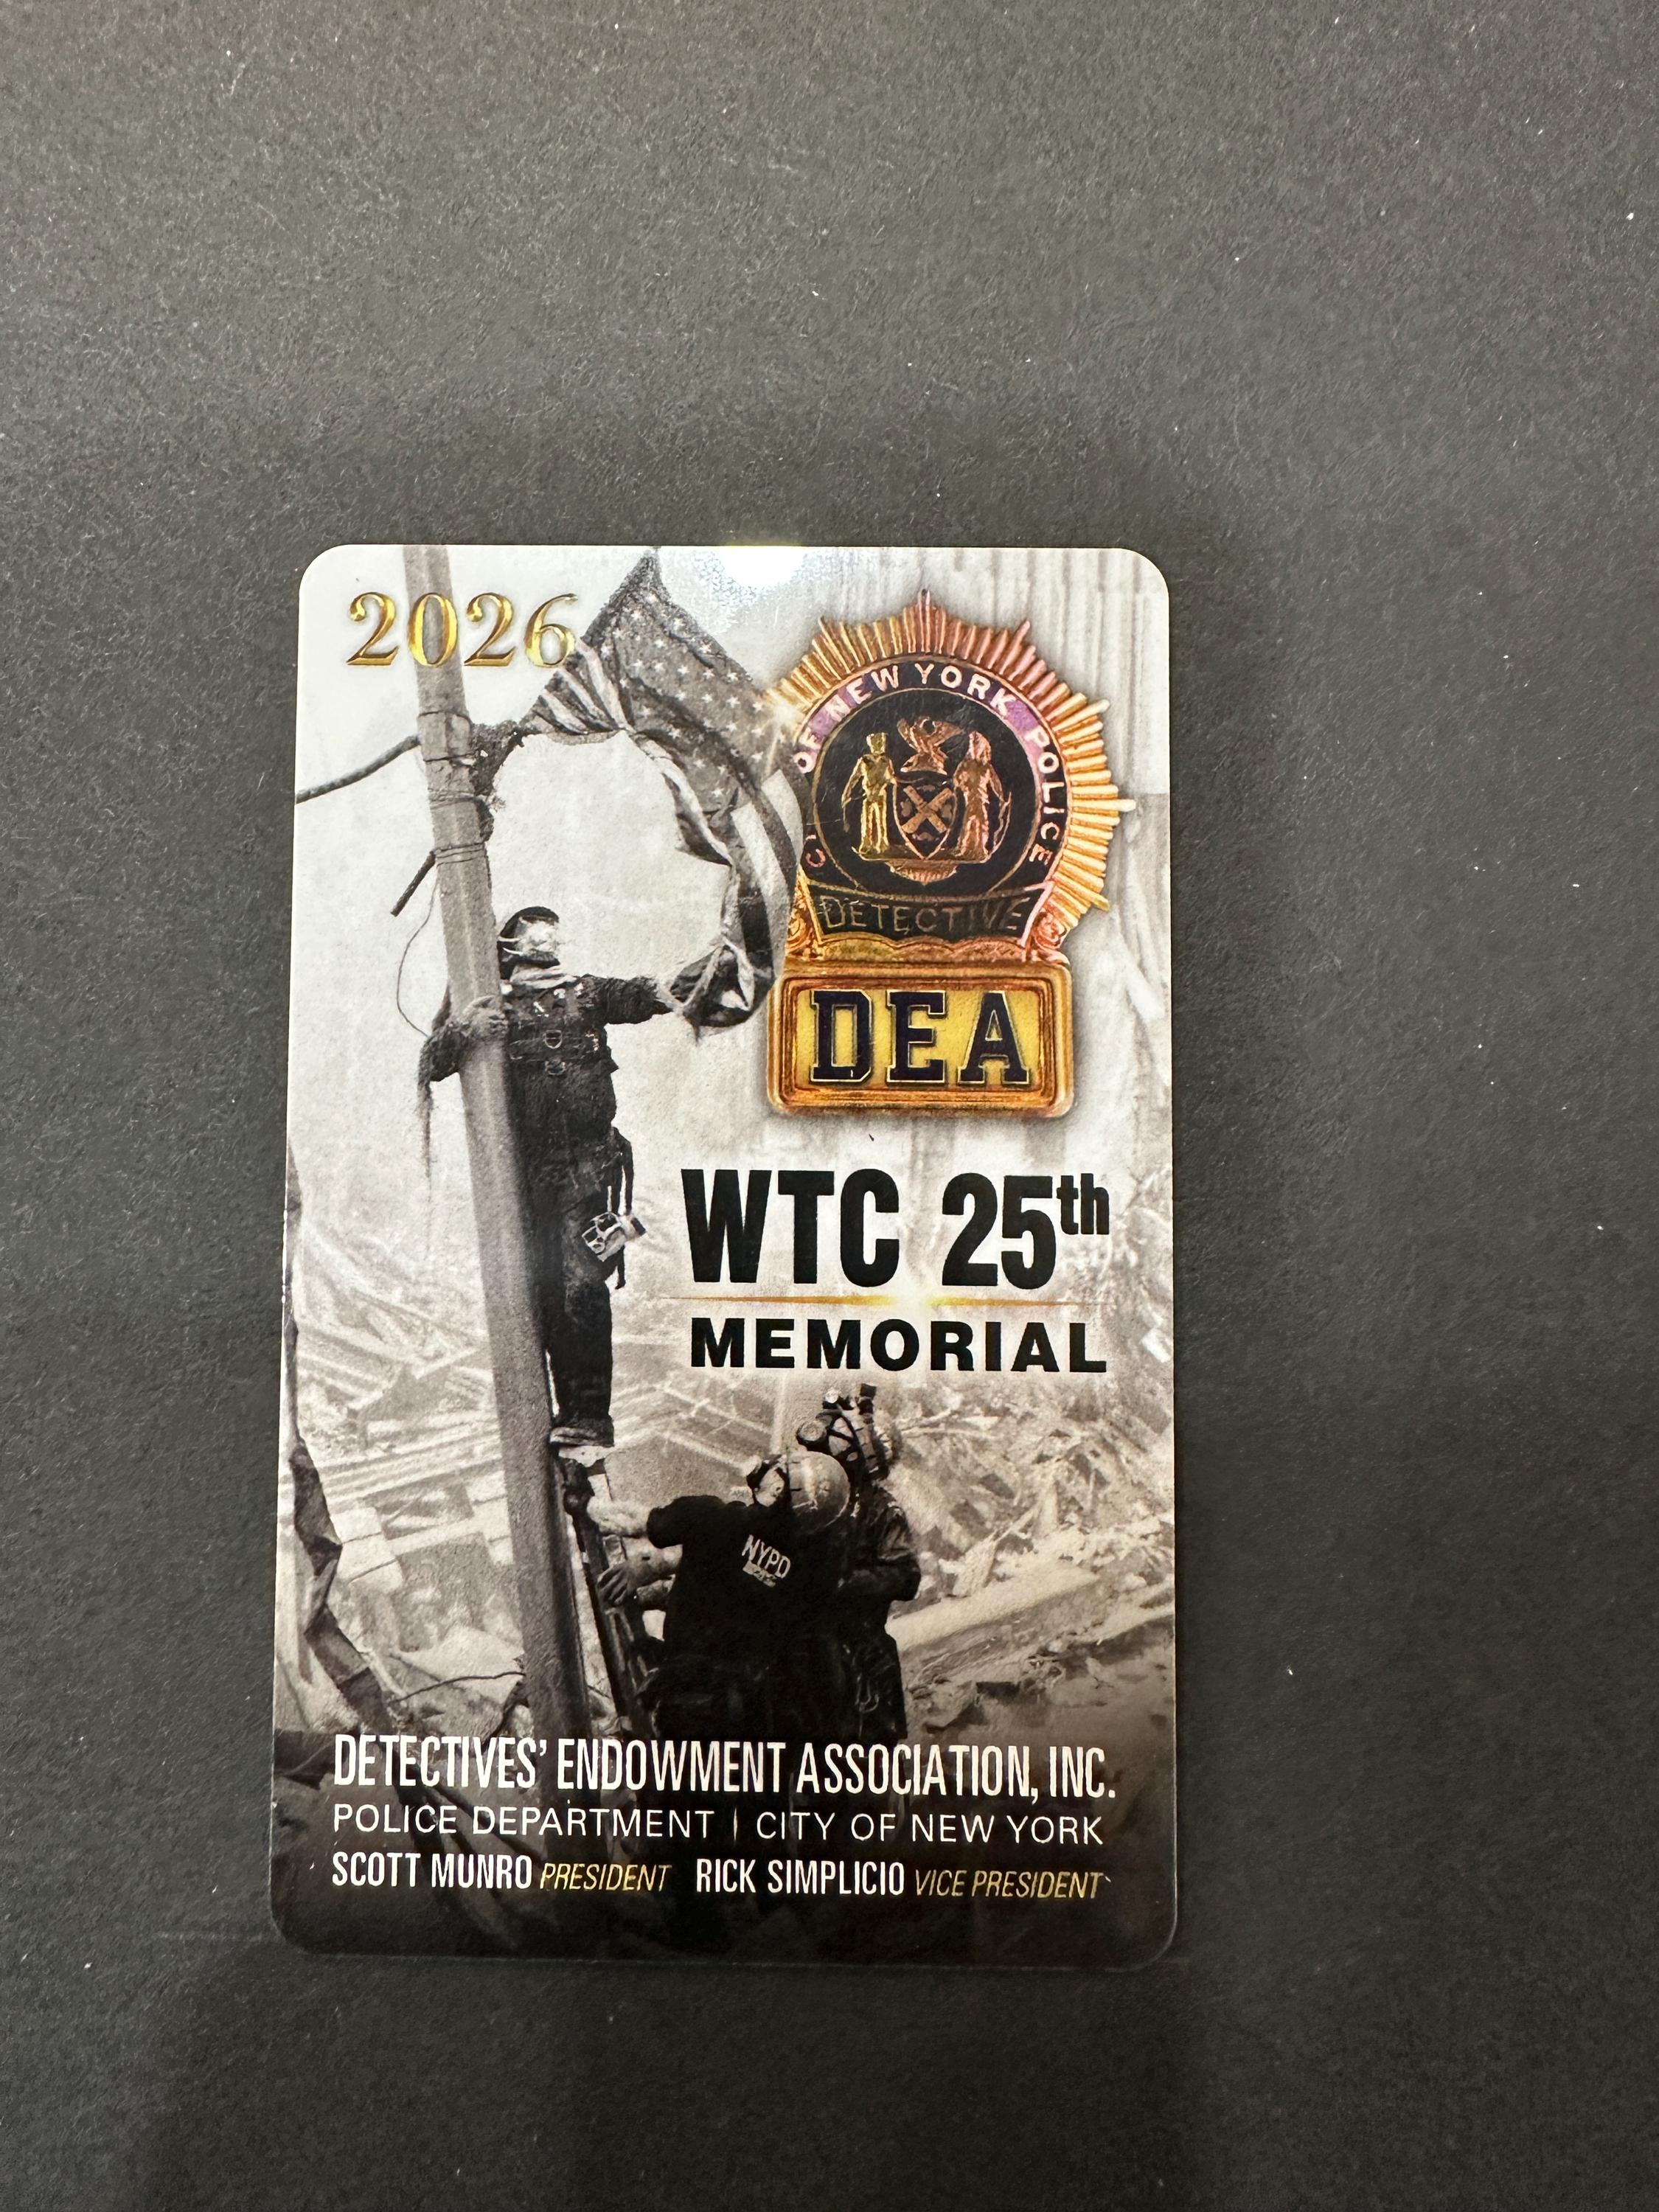 2026
C OF NEW YORK POLICE
DETECTIVE
DEA
WTC 25th
MEMORIAL
NYPD
DETECTIVES' ENDOWMENT ASSOCIATION, INC.
POLICE DEPARTMENT | CITY OF NEW YORK
SCOTT MUNRO PRESIDENT RICK SIMPLICIO VICE PRESIDENT